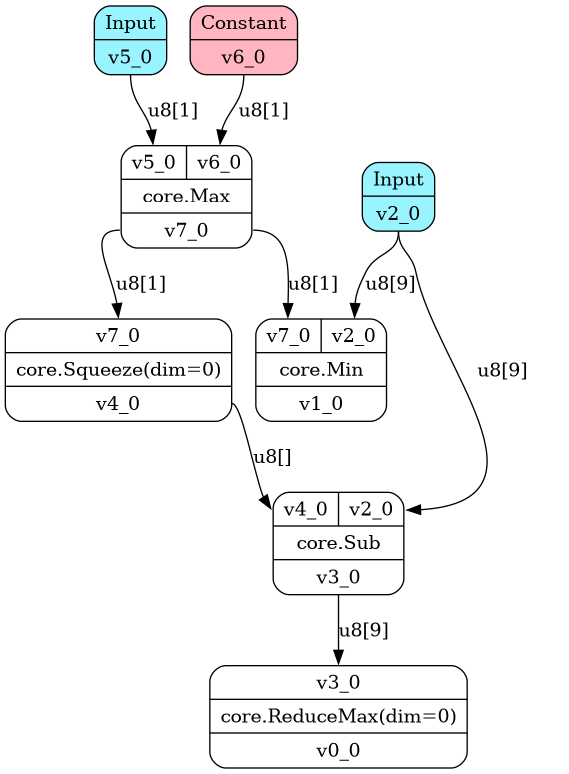 Input
v5_0
Constant
v6_0
u8[1]
u8[1]
v5_0
v6_0
core.Max
v7_0
Input
v2_0
u8[1]
u8[1]
u8[9]
v7_0
core.Squeeze(dim=0)
v4_0
v7_0
v2_0
core.Min
v1_0
u8[9]
u8[]
v4_0
v2_0
core.Sub
v3_0
u8[9]
v3_0
core.ReduceMax(dim=0)
v0_0